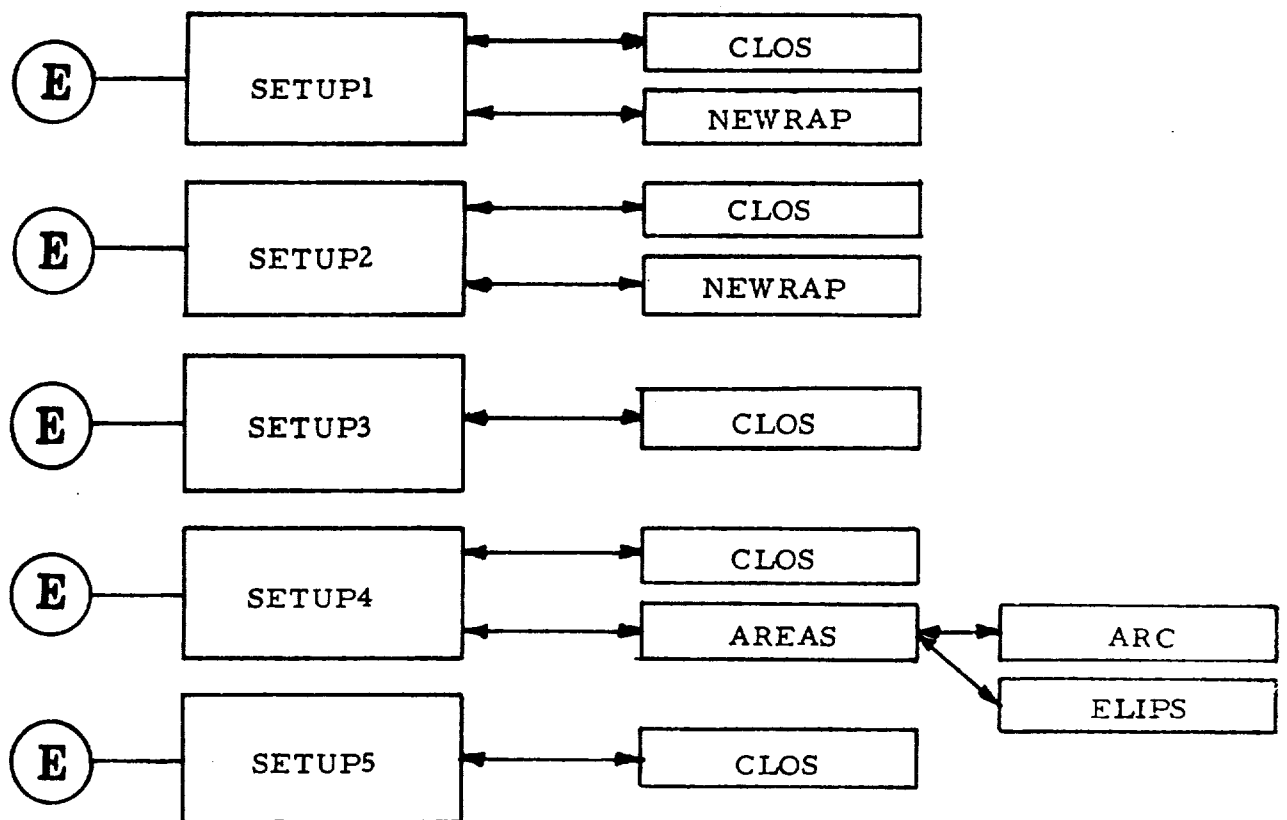 CLOS
E
SETUP1
NEWRAP
CLOS
E
SETUP2
NEWRAP
E
SETUP3
CLOS
CLOS
E
SETUP4
AREAS
ARC
ELIPS
E
SETUP5
CLOS